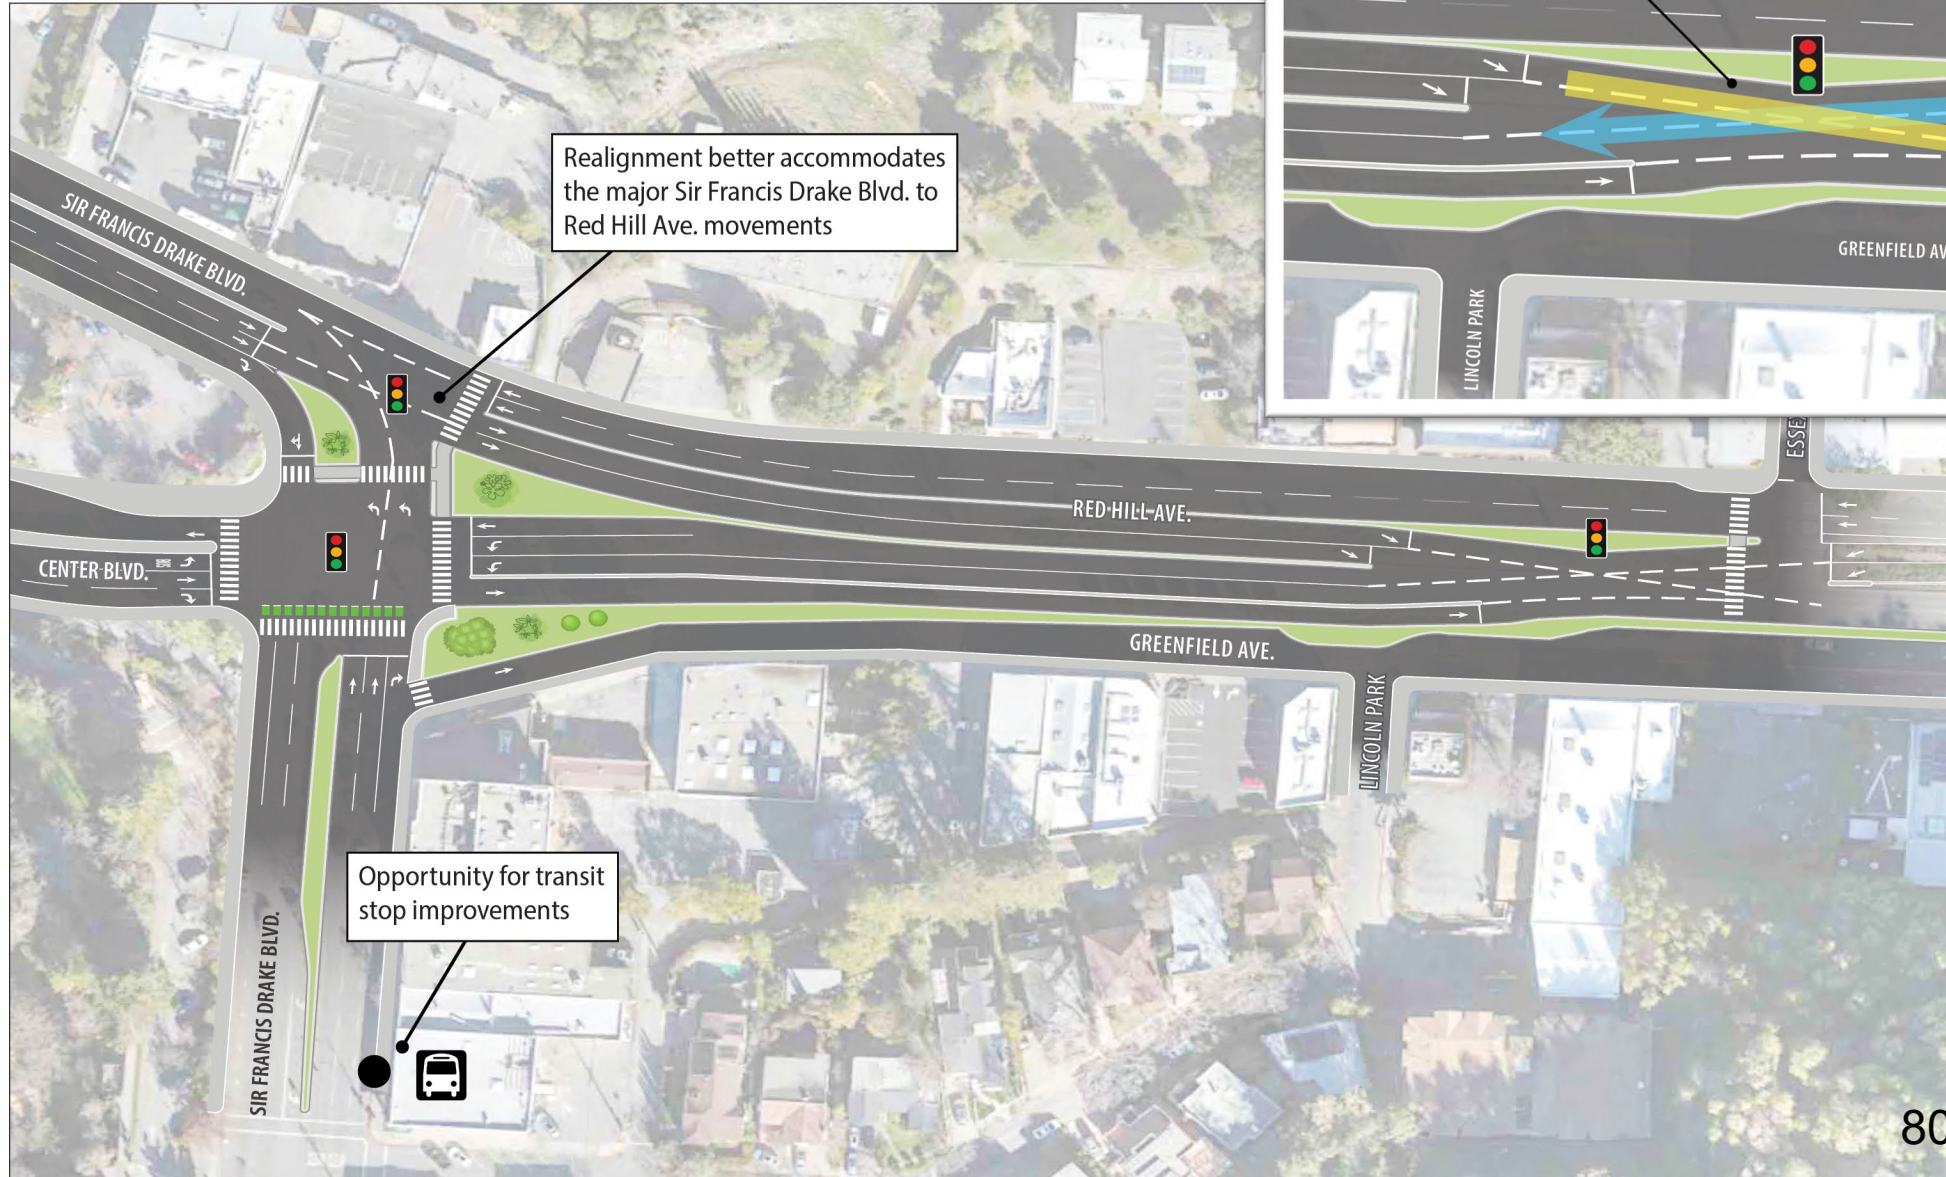 Realignment better accommodates
the major Sir Francis Drake Blvd. to
Red Hill Ave. movements
SIR FRANCIS DRAKE BLVD.
GREENFIELD AV
LINCOLN PARK
ESSE
RED HILL AVE.
CENTER BLVD.
GREENFIELD AVE.
LINCOLN PARK
Opportunity for transit
stop improvements
SIR FRANCIS DRAKE BLVD.
80